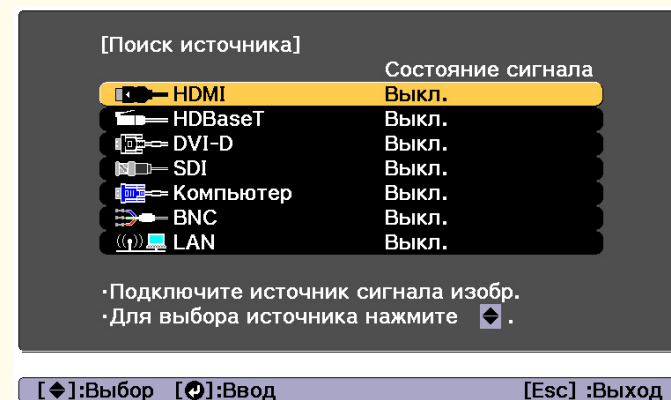 [Поиск источника]
Состояние сигнала
HDMI Выкл.
HDBaseT Выкл.
DVI-D Выкл.
SDI Выкл.
Компьютер Выкл.
BNC Выкл.
LAN Выкл.
·Подключите источник сигнала изобр.
·Для выбора источника нажмите .
[◆]:Выбор [⏎]:Ввод [Esc] :Выход